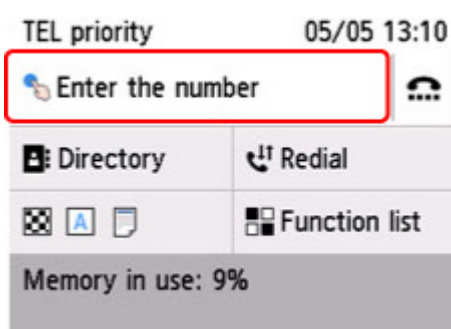 TEL priority 05/05 13:10
Enter the number
Directory Redial
A Function list
Memory in use: 9%